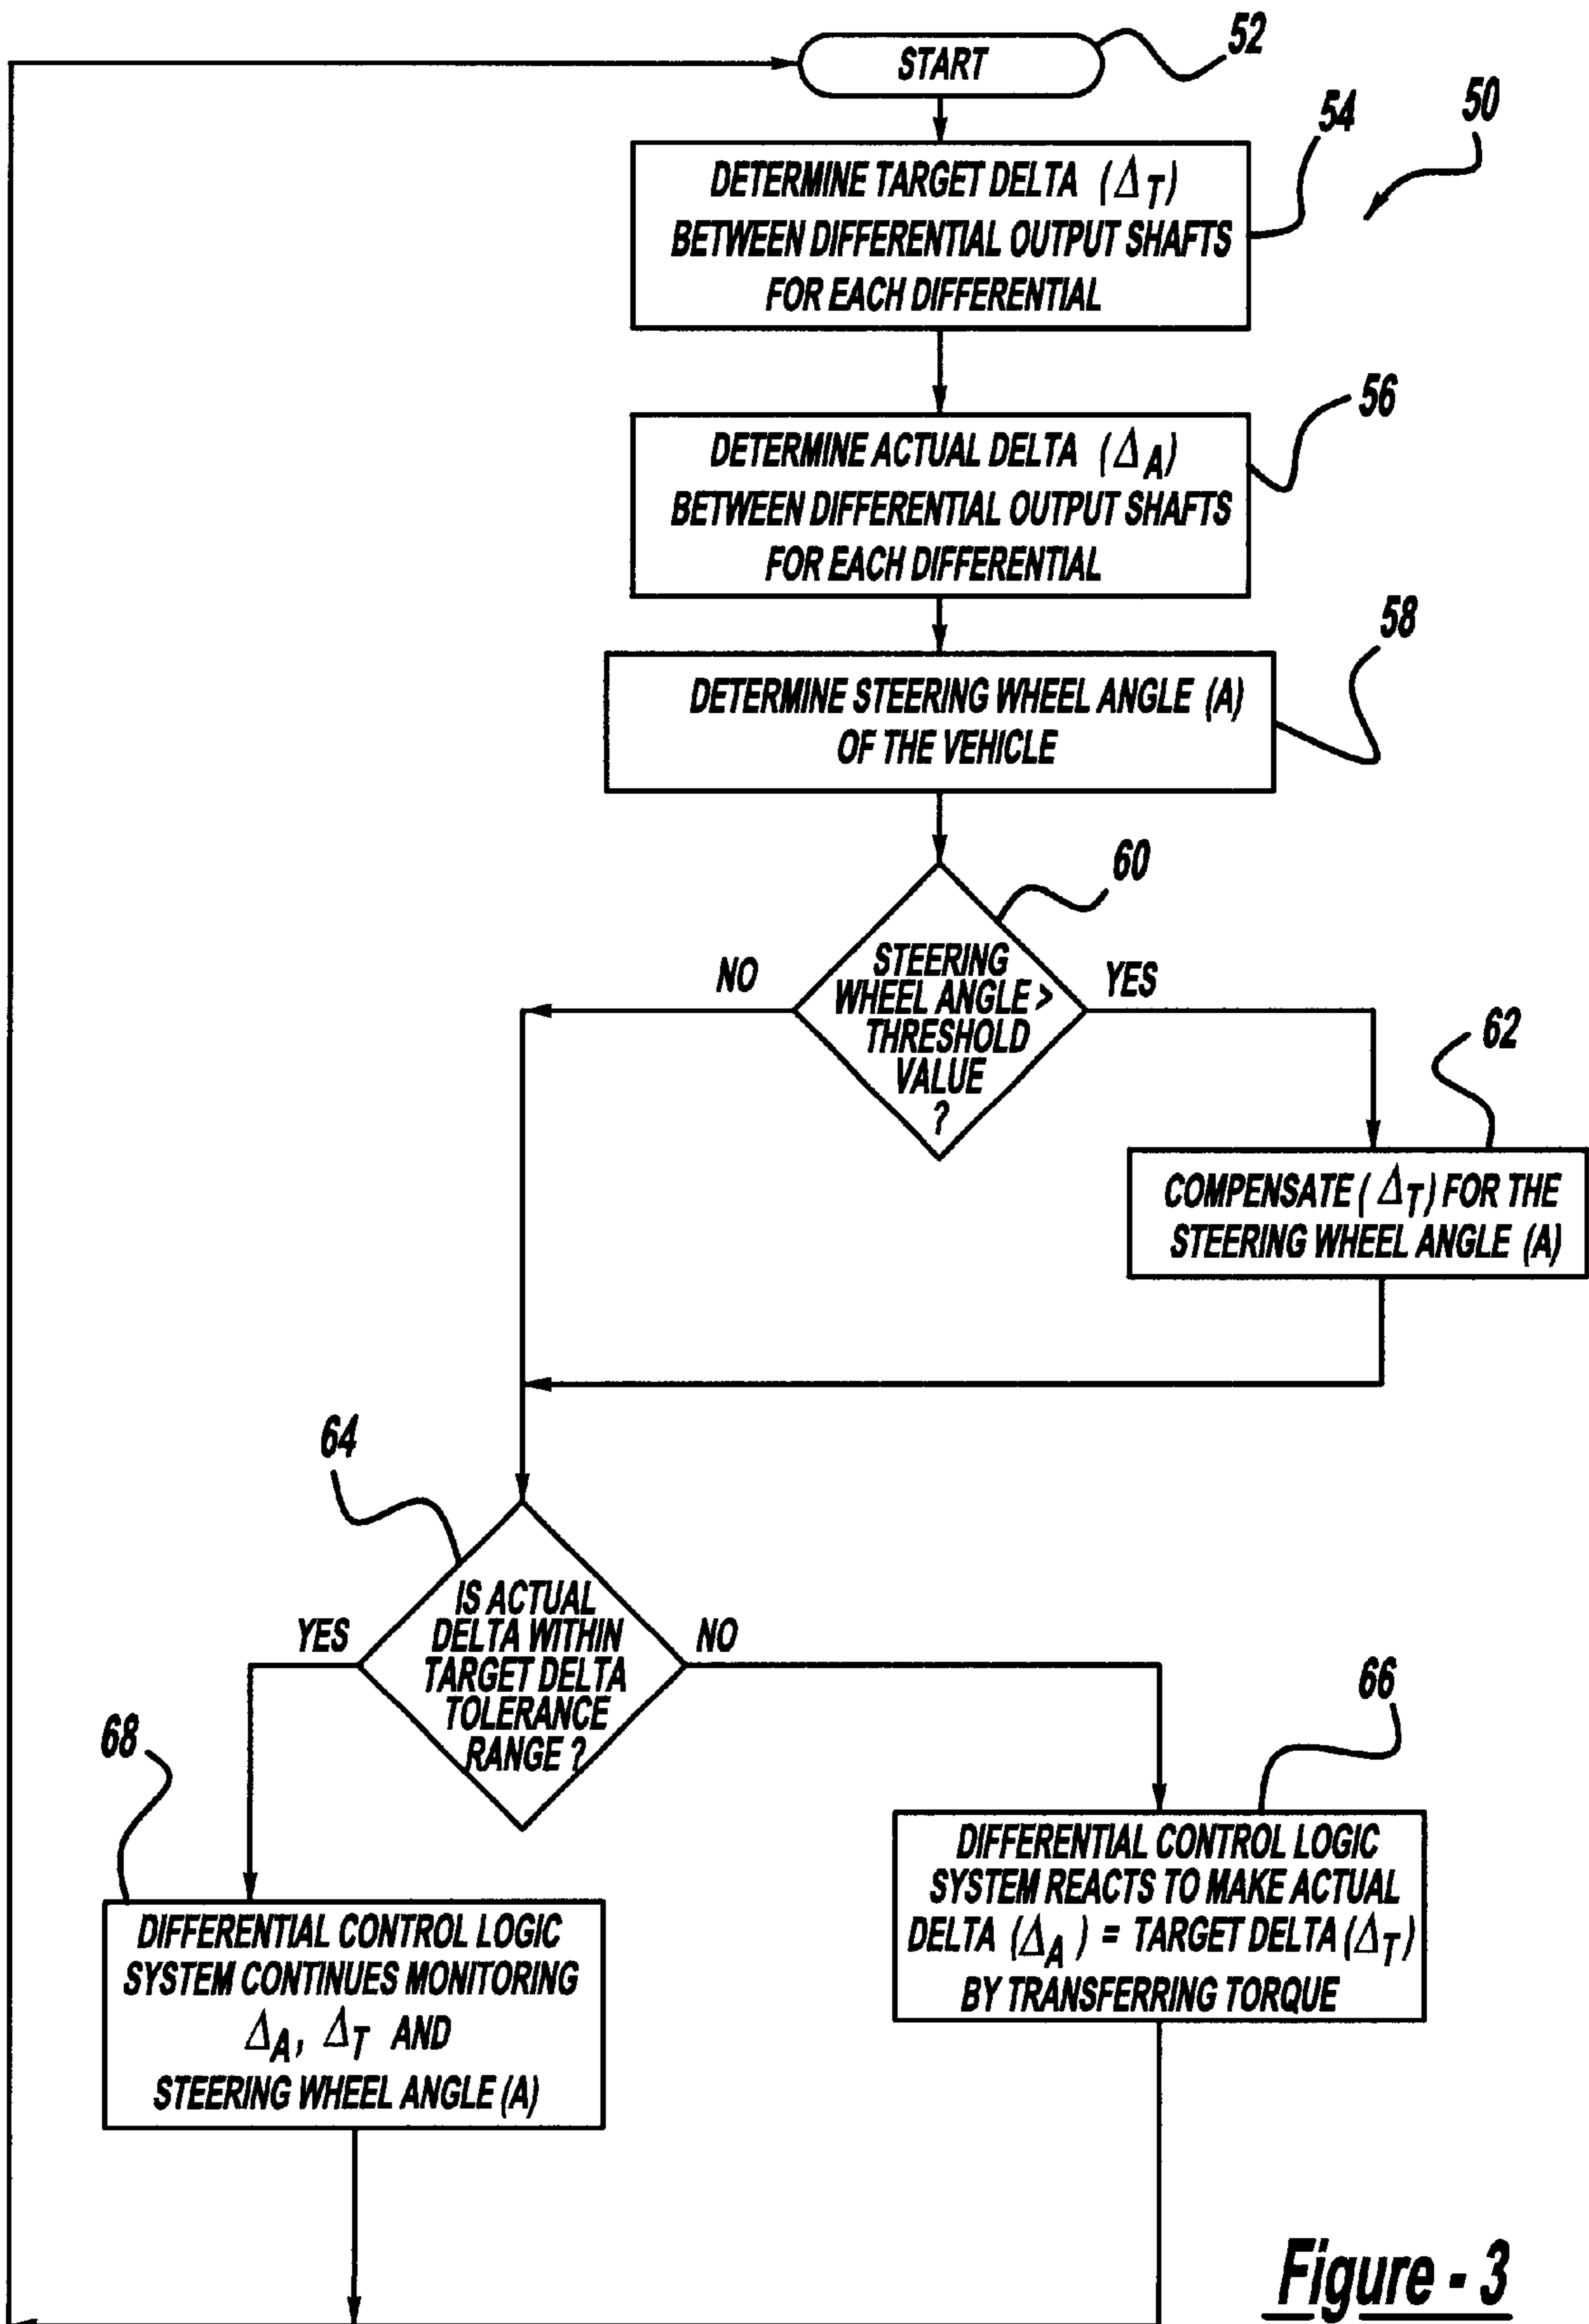 START
52
50
54
DETERMINE TARGET DELTA (ΔT)
BETWEEN DIFFERENTIAL OUTPUT SHAFTS
FOR EACH DIFFERENTIAL
56
DETERMINE ACTUAL DELTA (ΔA)
BETWEEN DIFFERENTIAL OUTPUT SHAFTS
FOR EACH DIFFERENTIAL
58
DETERMINE STEERING WHEEL ANGLE (A)
OF THE VEHICLE
60
NO
STEERING
WHEEL ANGLE >
THRESHOLD
VALUE
?
YES
62
COMPENSATE (ΔT) FOR THE
STEERING WHEEL ANGLE (A)
64
YES
IS ACTUAL
DELTA WITHIN
TARGET DELTA
TOLERANCE
RANGE ?
NO
66
68
DIFFERENTIAL CONTROL LOGIC
SYSTEM REACTS TO MAKE ACTUAL
DELTA (ΔA) = TARGET DELTA (ΔT)
BY TRANSFERRING TORQUE
DIFFERENTIAL CONTROL LOGIC
SYSTEM CONTINUES MONITORING
ΔA, ΔT AND
STEERING WHEEL ANGLE (A)
Figure - 3